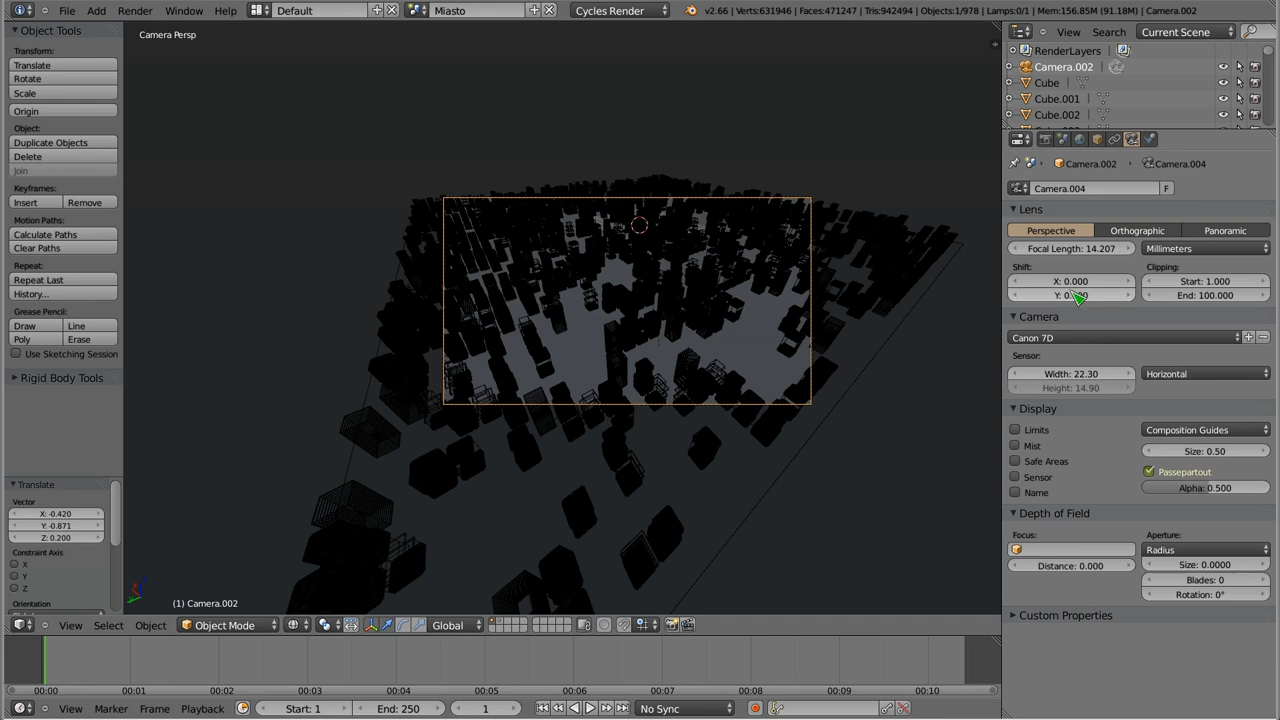 File Add Render Window Help Default Miasto Cycles Render v2.66 | Verts:631946 | Faces:471247 | Tris:942494 | Objects:1/978 | Lamps:0/1 | Mem:156.85M (91.18M) | Camera.002
Object Tools
Transform:
Translate
Rotate
Scale
Origin
Object:
Duplicate Objects
Delete
Join
Keyframes:
Insert Remove
Motion Paths:
Calculate Paths
Clear Paths
Repeat:
Repeat Last
History...
Grease Pencil:
Draw Line
Poly Erase
Use Sketching Session
Rigid Body Tools
Translate
Vector
X: -0.420
Y: -0.871
Z: 0.200
Constraint Axis
X
Y
Z
Orientation
Camera Persp
(1) Camera.002
View Select Object Object Mode Global
00:00 00:01 00:02 00:03 00:04 00:05 00:06 00:07 00:08 00:09 00:10
View Marker Frame Playback Start: 1 End: 250 1 No Sync
View Search Current Scene
RenderLayers
Camera.002
Cube
Cube.001
Cube.002
Camera.002 Camera.004
Camera.004 F
Lens
Perspective Orthographic Panoramic
Focal Length: 14.207 Millimeters
Shift: Clipping:
X: 0.000 Start: 1.000
End: 100.000
Camera
Canon 7D
Sensor:
Width: 22.30 Horizontal
Height: 14.90
Display
Limits Composition Guides
Mist Size: 0.50
Safe Areas Passepartout
Sensor Alpha: 0.500
Name
Depth of Field
Focus: Aperture:
Radius
Distance: 0.000 Size: 0.0000
Blades: 0
Rotation: 0°
Custom Properties